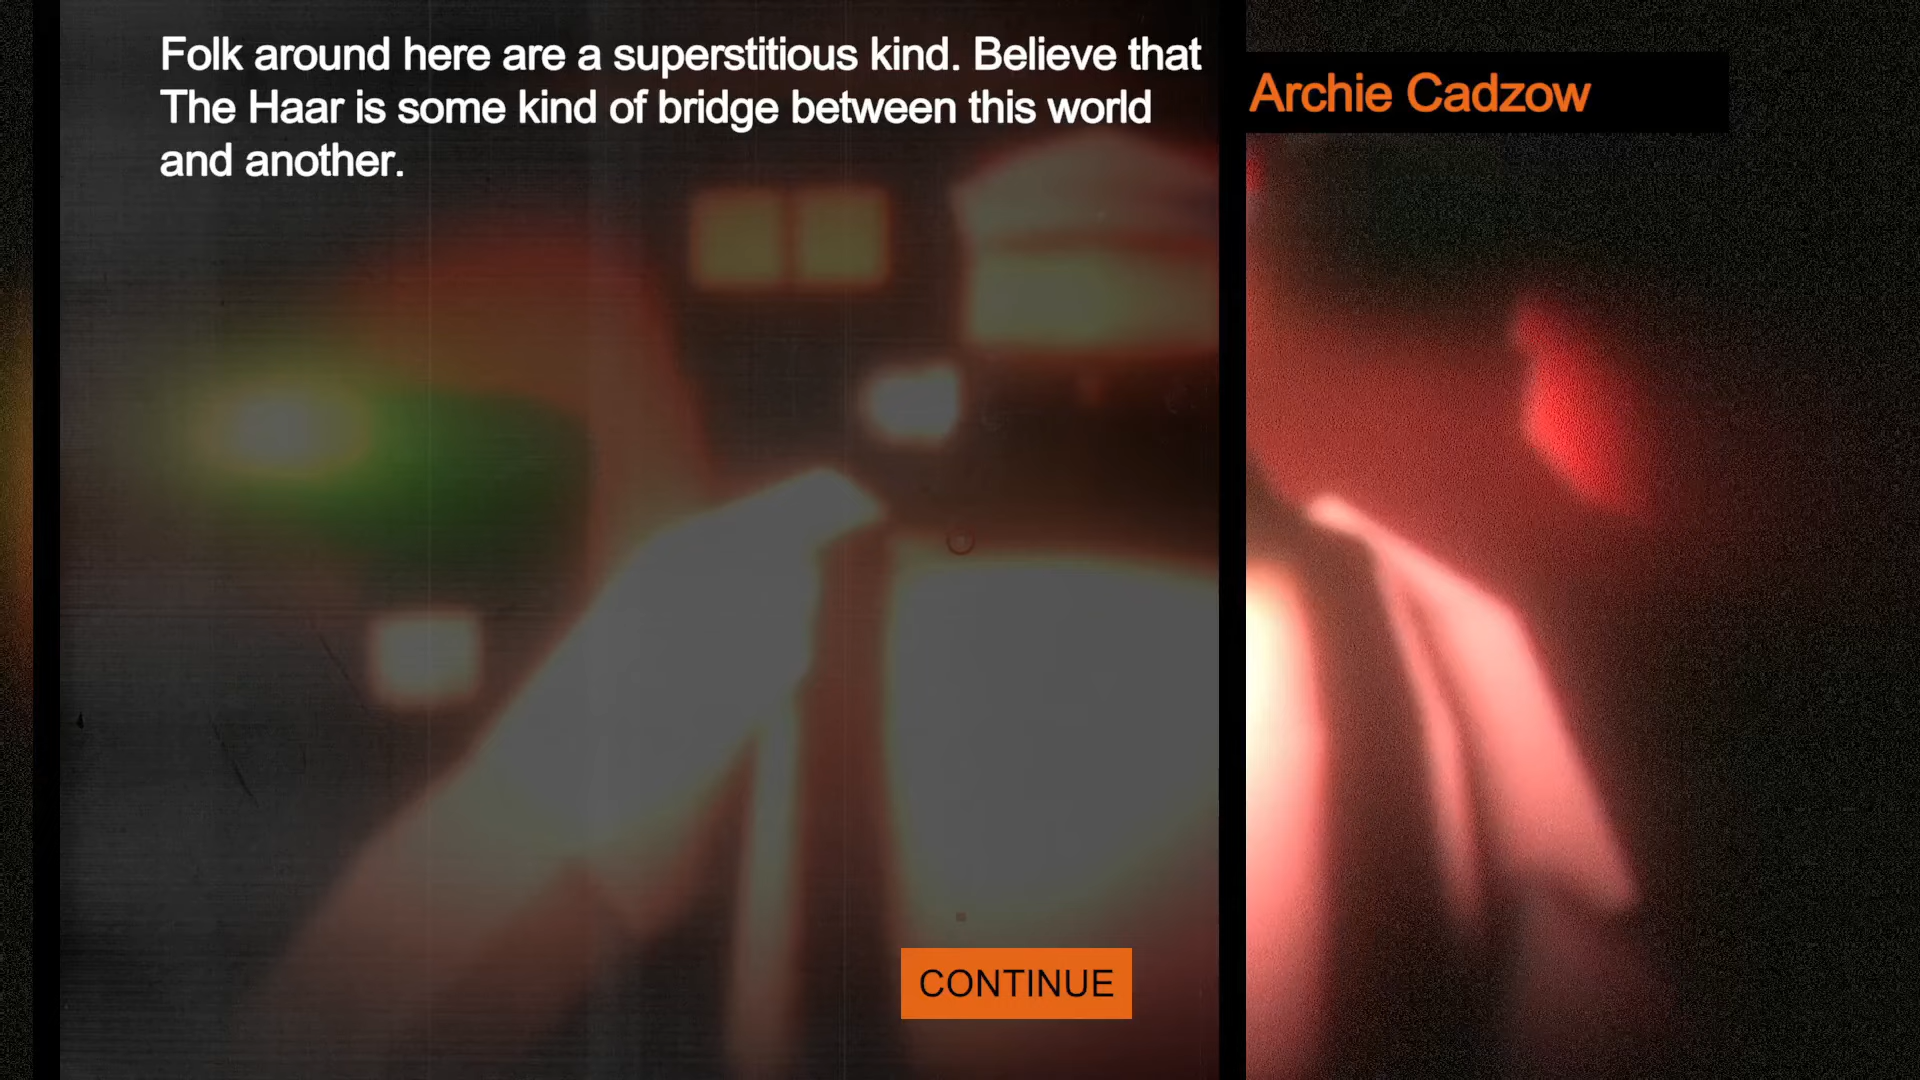 Folk around here are a superstitious kind. Believe that
The Haar is some kind of bridge between this world
and another.
Archie Cadzow
CONTINUE